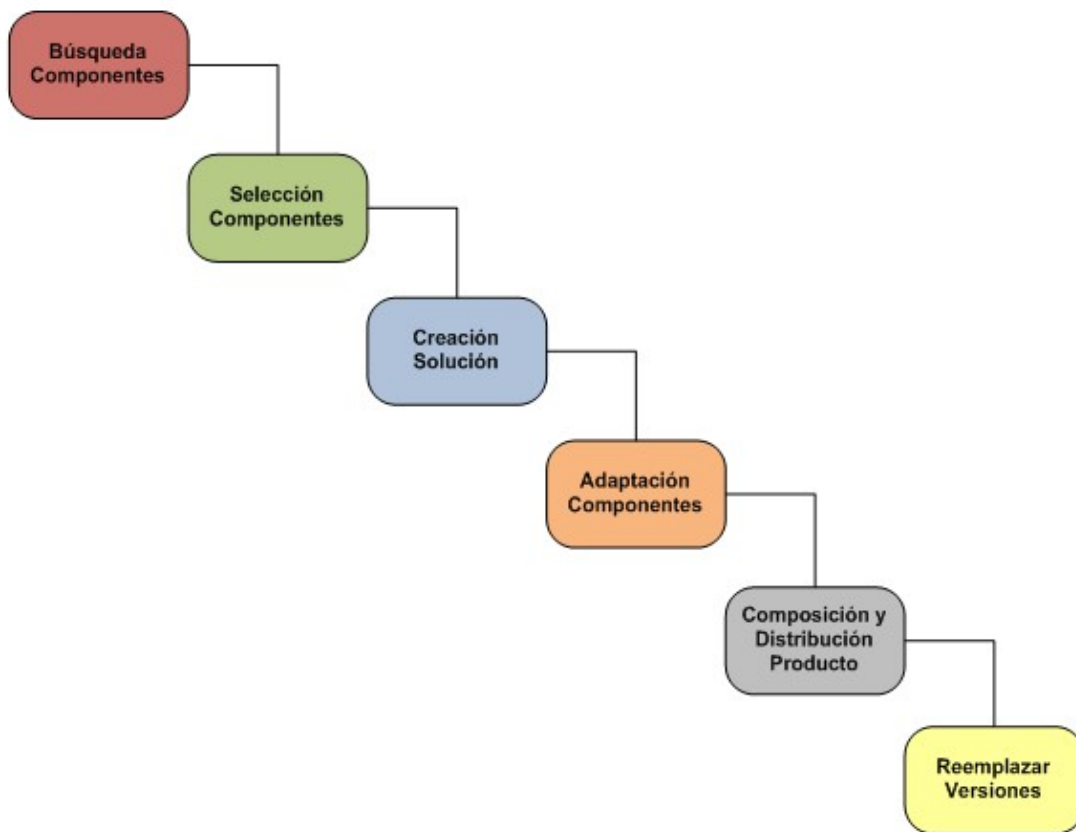 Búsqueda
Componentes
Selección
Componentes
Creación
Solución
Adaptación
Componentes
Composición y
Distribución
Producto
Reemplazar
Versiones